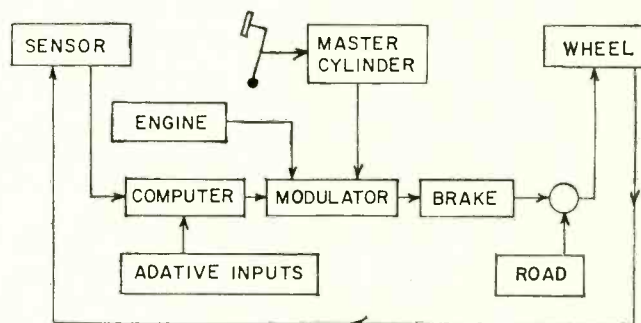 SENSOR
MASTER
CYLINDER
WHEEL
ENGINE
COMPUTER
MODULATOR
BRAKE
ADATIVE INPUTS
ROAD